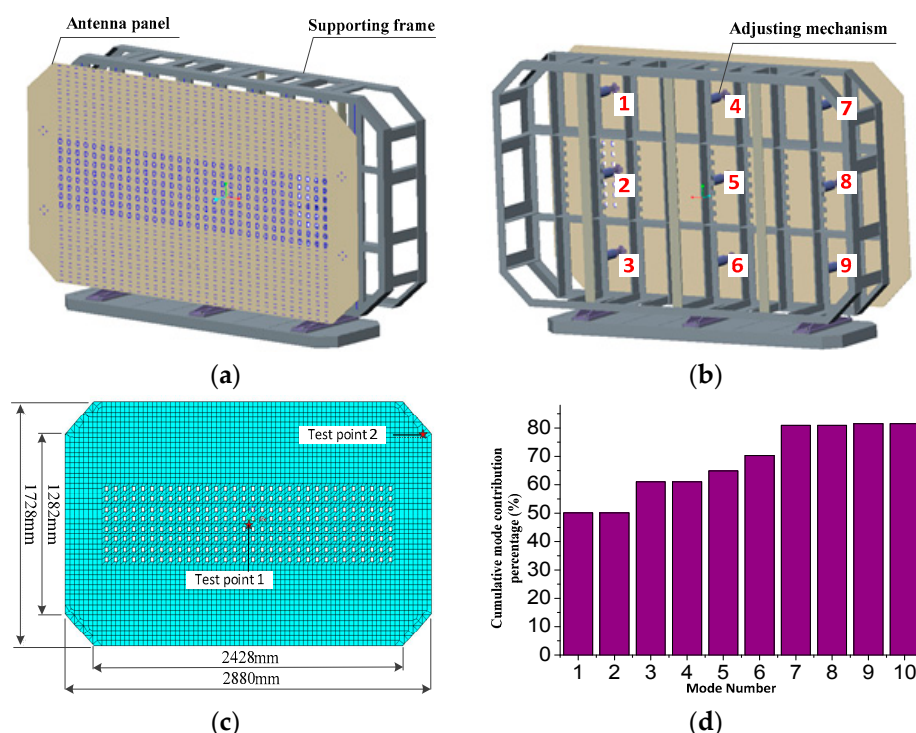 Antenna panel
Supporting frame
(a)
Adjusting mechanism
1
4
7
2
5
8
3
6
9
(b)
Test point 2
1728mm
1282mm
Test point 1
2428mm
2880mm
(c)
Cumulative mode contribution
percentage (%)
80
70
60
50
40
30
20
10
0
1 2 3 4 5 6 7 8 9 10
Mode Number
(d)